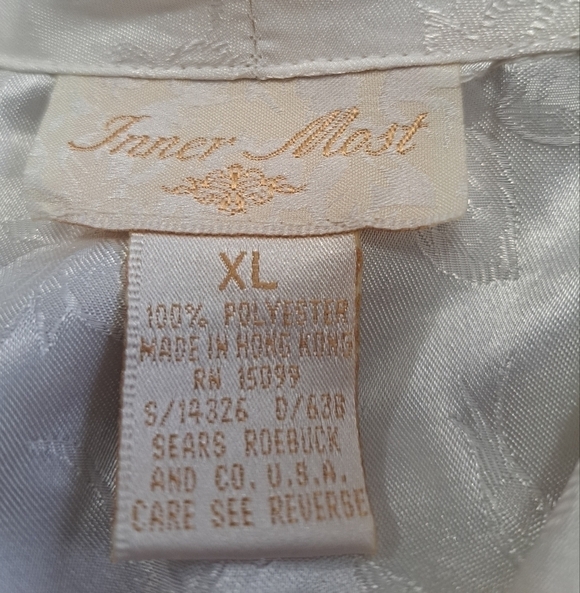 Inner Most
XL
100% POLYESTER
MADE IN HONG KONG
RN 15099
S/14326 D/638
SEARS ROEBUCK
AND CO. U.S.A.
CARE SEE REVERSE